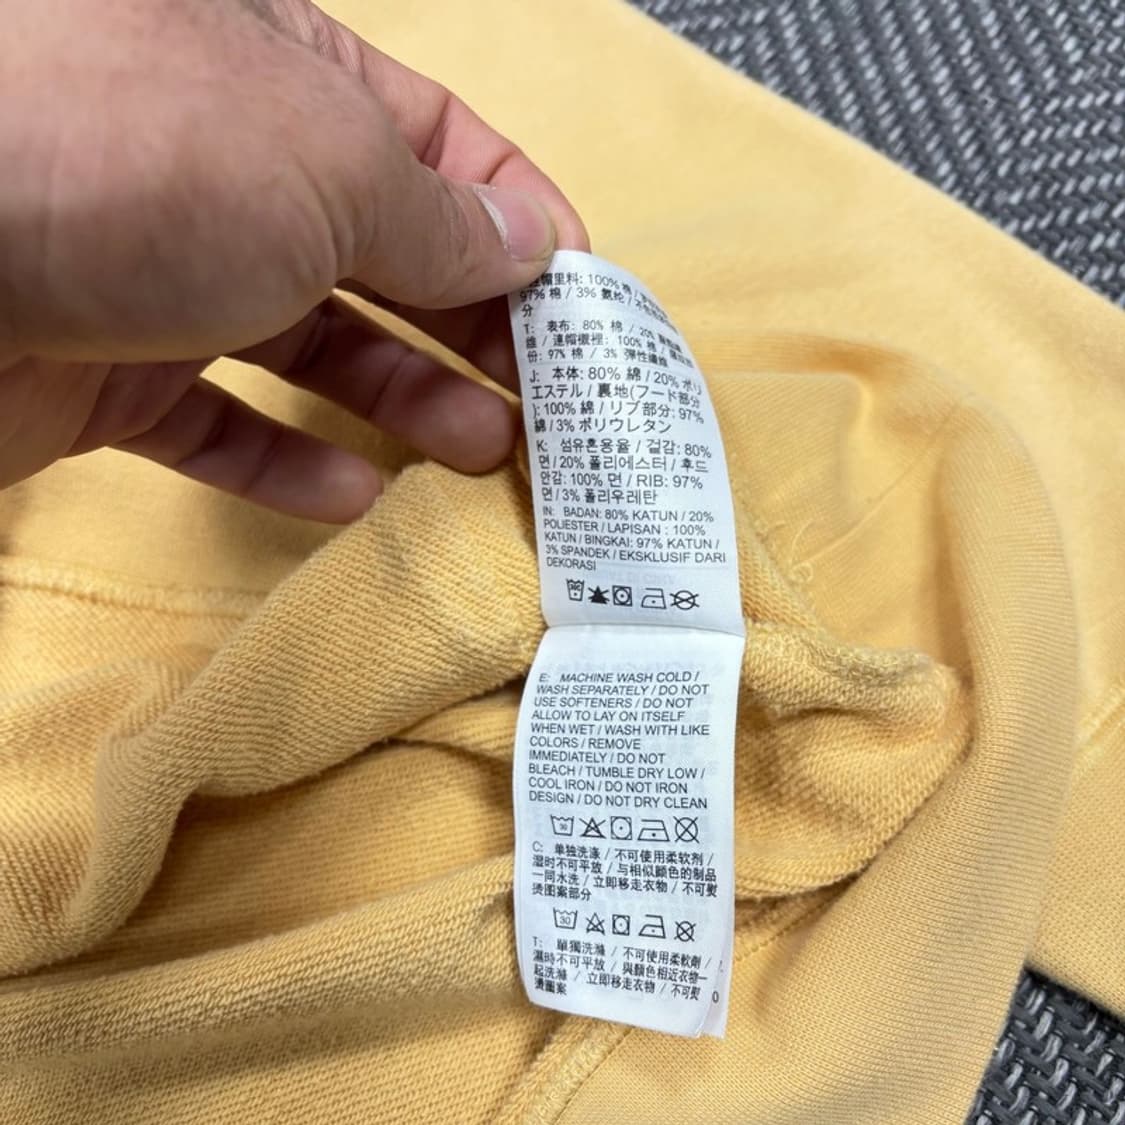 帽里料: 100% 棉 /
97% 棉 / 3% 氨纶 /
分
T: 表布: 80% 棉 / 20%
維 / 連帽襯裡: 100% 棉 /
份: 97% 棉 / 3% 彈性纖維
J: 本体: 80% 綿 / 20% ポリ
エステル / 裏地(フード部分
): 100% 綿 / リブ部分: 97%
綿 / 3% ポリウレタン
K: 섬유혼용율 / 겉감: 80%
면 / 20% 폴리에스터 / 후드
안감: 100% 면 / RIB: 97%
면 / 3% 폴리우레탄
IN: BADAN: 80% KATUN / 20%
POLIESTER / LAPISAN : 100%
KATUN / BINGKAI: 97% KATUN /
3% SPANDEK / EKSKLUSIF DARI
DEKORASI
E: MACHINE WASH COLD /
WASH SEPARATELY / DO NOT
USE SOFTENERS / DO NOT
ALLOW TO LAY ON ITSELF
WHEN WET / WASH WITH LIKE
COLORS / REMOVE
IMMEDIATELY / DO NOT
BLEACH / TUMBLE DRY LOW /
COOL IRON / DO NOT IRON
DESIGN / DO NOT DRY CLEAN
30
C: 单独洗涤 / 不可使用柔软剂 /
湿时不可平放 / 与相似颜色的制品
一同水洗 / 立即移走衣物 / 不可熨
烫图案部分
30
T: 單獨洗滌 / 不可使用柔軟劑 /
濕時不可平放 / 與顏色相近衣物一
起洗滌 / 立即移走衣物 / 不可熨
燙圖案